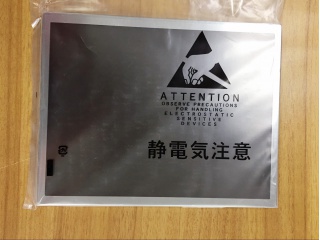 ATTENTION
OBSERVE PRECAUTIONS
FOR HANDLING
ELECTROSTATIC
SENSITIVE
DEVICES
静電気注意